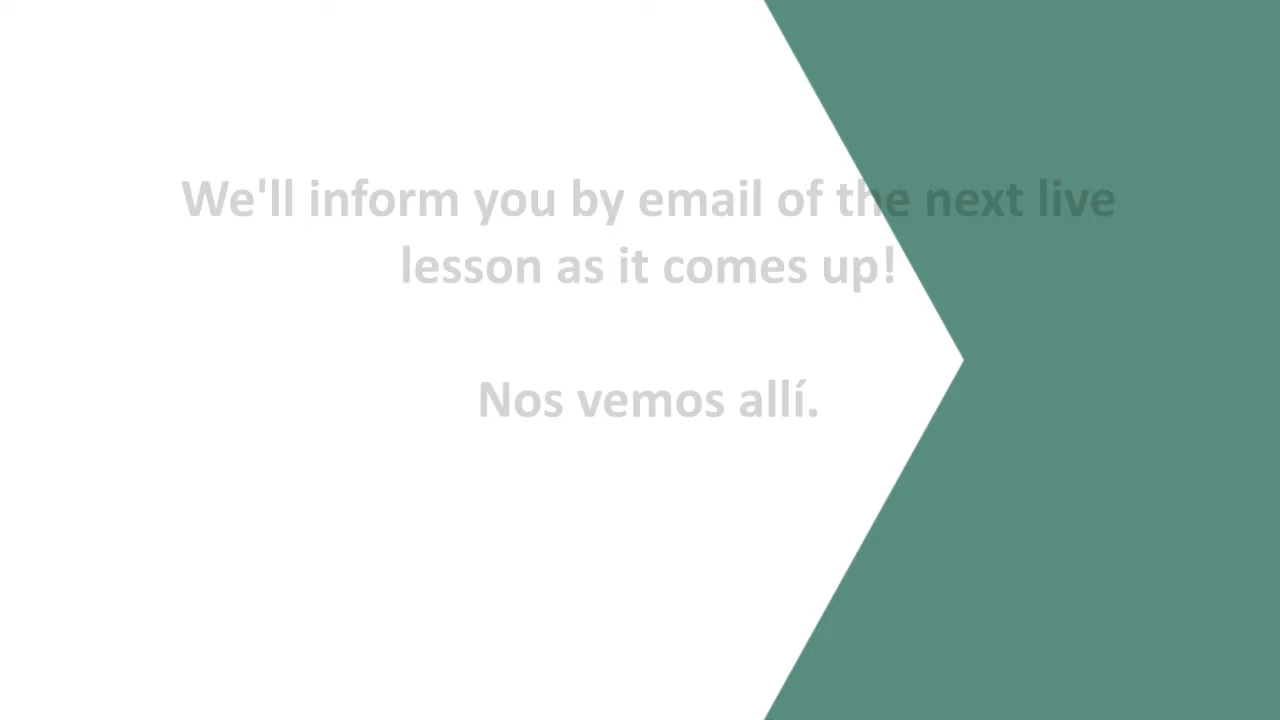 We'll inform you by email of the next live
lesson as it comes up!
Nos vemos allí.